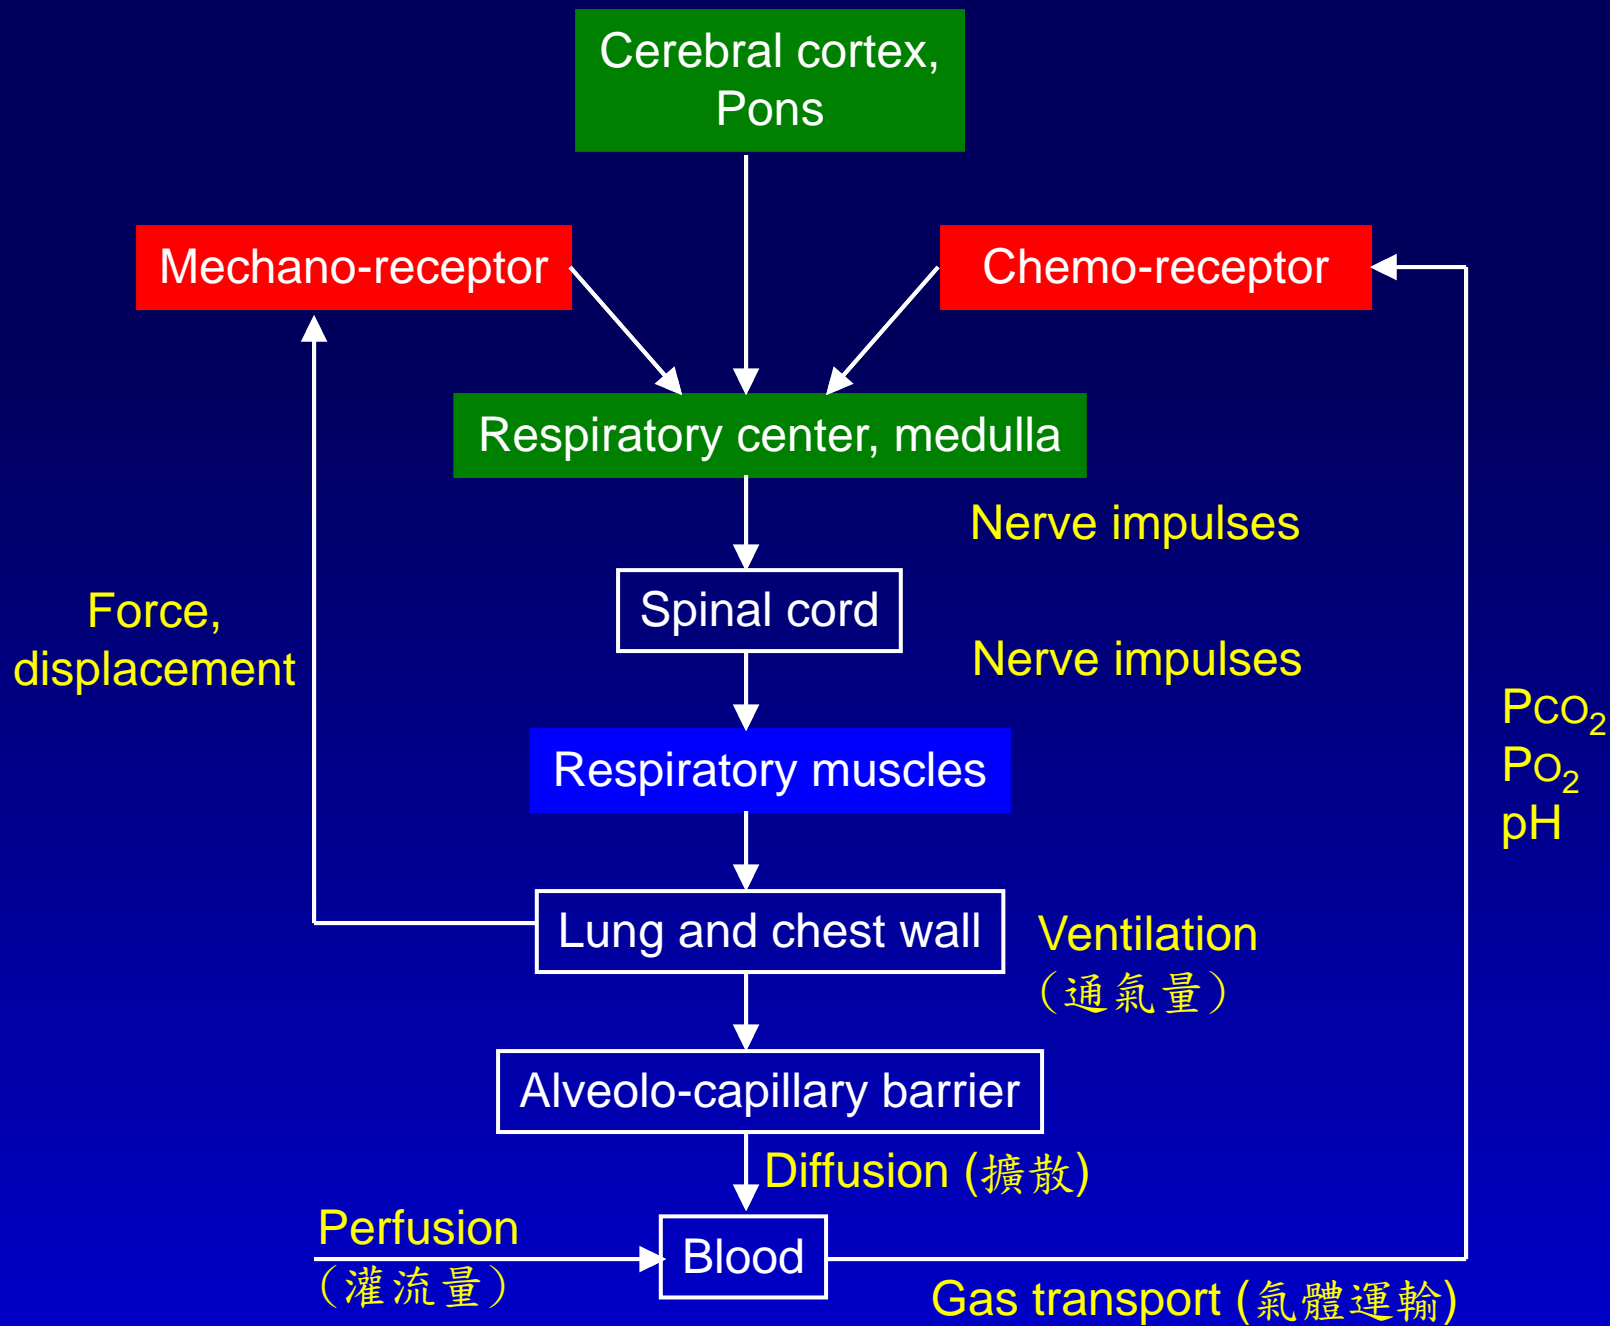 Cerebral cortex,
Pons
Mechano-receptor
Chemo-receptor
Respiratory center, medulla
Nerve impulses
Spinal cord
Force,
displacement
Nerve impulses
PCO₂
PO₂
pH
Respiratory muscles
Lung and chest wall
Ventilation
(通氣量)
Alveolo-capillary barrier
Diffusion (擴散)
Perfusion
(灌流量)
Blood
Gas transport (氣體運輸)